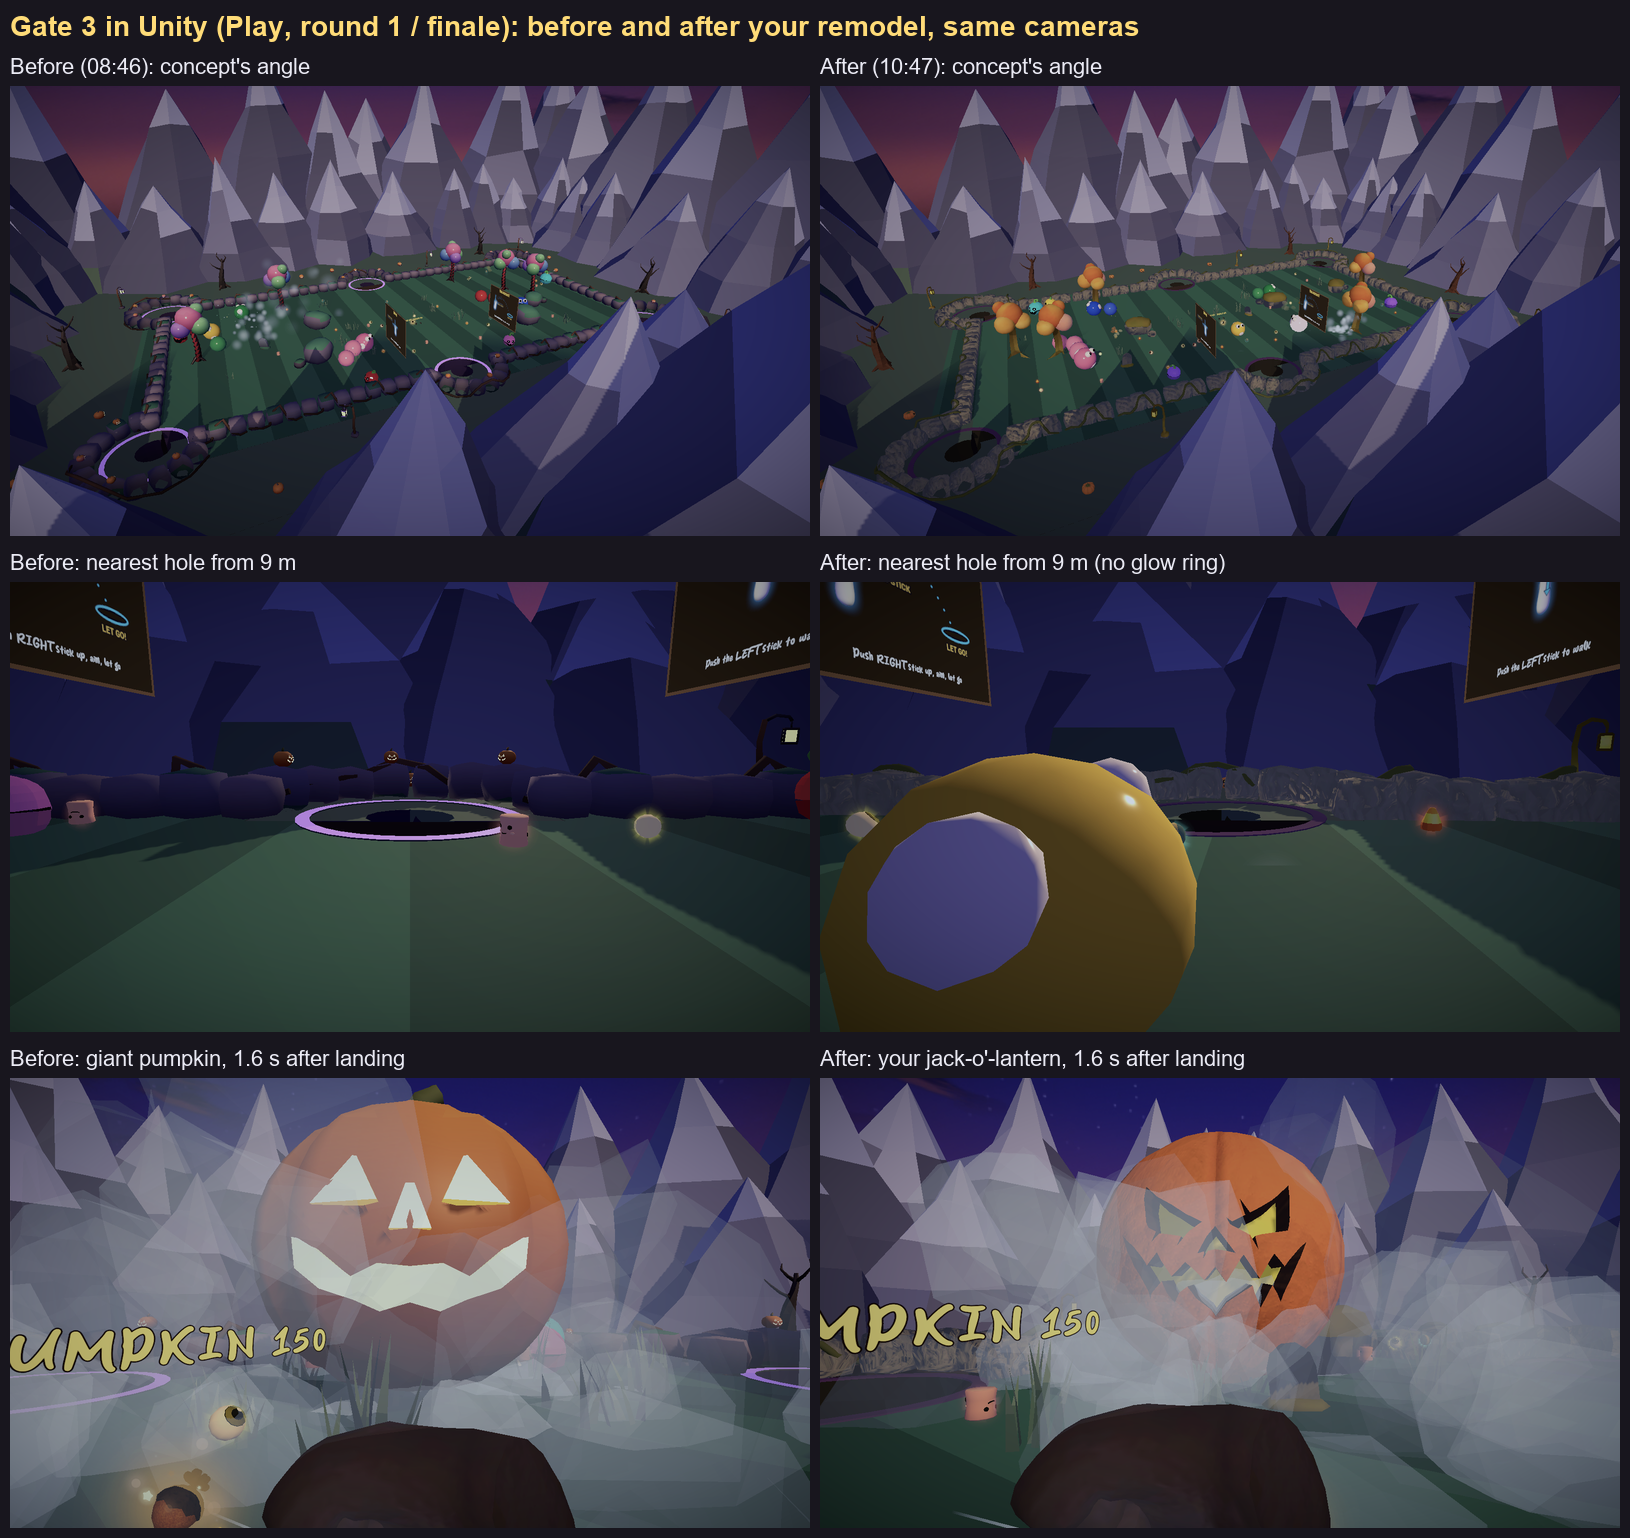 Gate 3 in Unity (Play, round 1 / finale): before and after your remodel, same cameras
Before (08:46): concept's angle
After (10:47): concept's angle
Before: nearest hole from 9 m
After: nearest hole from 9 m (no glow ring)
LET GO!
RIGHT stick up, aim, let go
Push the LEFT stick to wa
STICK
LET GO!
Push RIGHT stick up, aim, let go
Push the LEFT stick to walk
Before: giant pumpkin, 1.6 s after landing
After: your jack-o'-lantern, 1.6 s after landing
UMPKIN 150
MPKIN 150